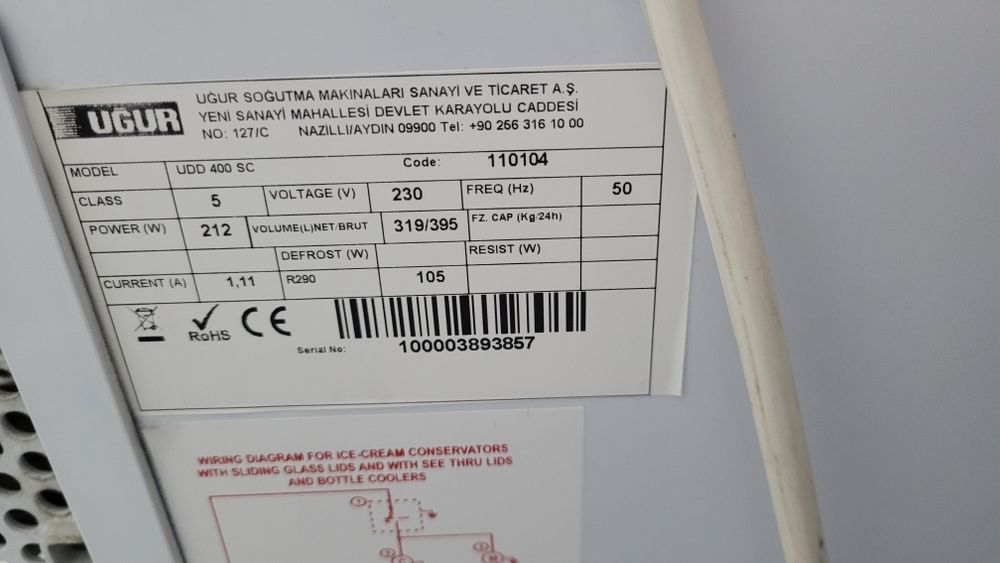 UĞUR
UĞUR SOĞUTMA MAKINALARI SANAYİ VE TİCARET A.Ş.
YENİ SANAYİ MAHALLESİ DEVLET KARAYOLU CADDESİ
NO: 127/C NAZILLI/AYDIN 09900 Tel: +90 256 316 10 00
MODEL UDD 400 SC Code: 110104
CLASS 5 VOLTAGE (V) 230 FREQ (Hz) 50
POWER (W) 212 VOLUME(L)NET/BRUT 319/395 FZ. CAP (Kg/24h)
DEFROST (W) RESIST (W)
CURRENT (A) 1,11 R290 105
RoHS CE
Serial No: 100003893857
WIRING DIAGRAM FOR ICE-CREAM CONSERVATORS
WITH SLIDING GLASS LIDS AND WITH SEE THRU LIDS
AND BOTTLE COOLERS
1
2 3
C M